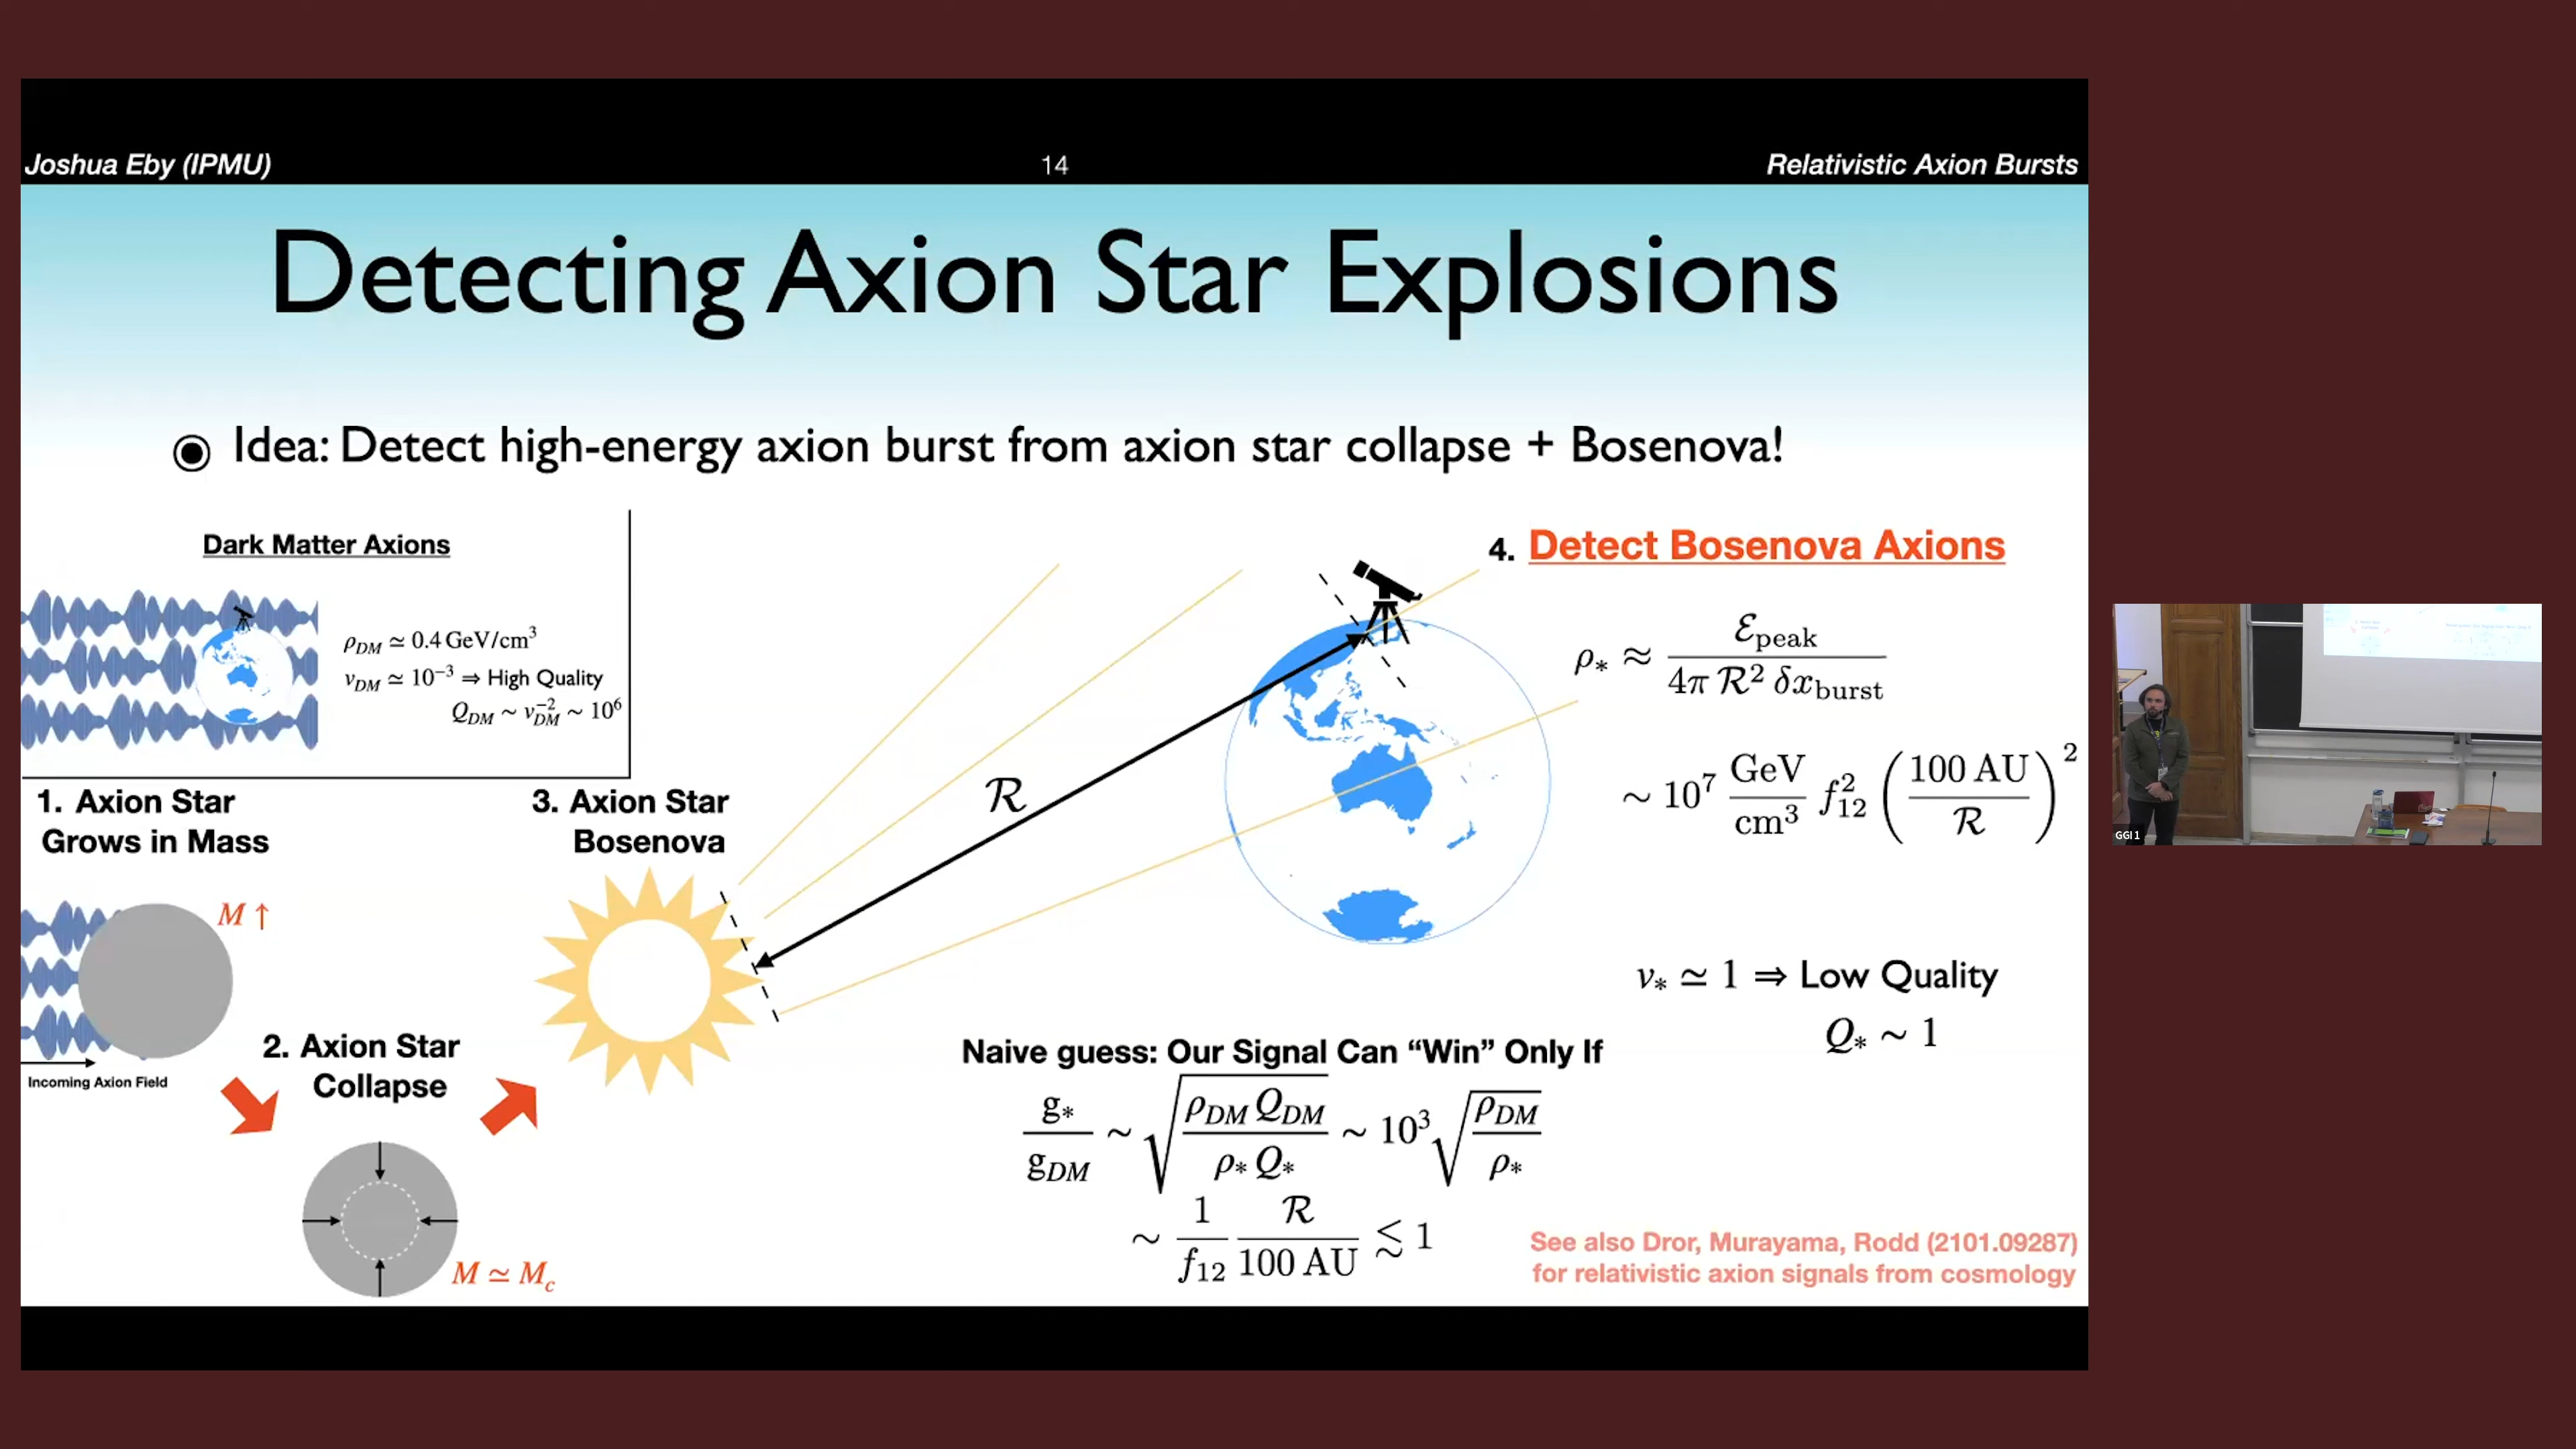 Joshua Eby (IPMU)
14
Relativistic Axion Bursts
Detecting Axion Star Explosions
Idea: Detect high-energy axion burst from axion star collapse + Bosenova!
Dark Matter Axions
ρ_DM ≃ 0.4 GeV/cm³
v_DM ≃ 10⁻³ ⇒ High Quality
Q_DM ∼ v_DM⁻² ∼ 10⁶
1. Axion Star
Grows in Mass
M ↑
Incoming Axion Field
2. Axion Star
Collapse
M ≃ M_c
3. Axion Star
Bosenova
ℛ
4. Detect Bosenova Axions
ρ_* ≈ ℰ_peak / (4π ℛ² δx_burst)
∼ 10⁷ GeV/cm³ f₁₂² (100 AU / ℛ)²
v_* ≃ 1 ⇒ Low Quality
Q_* ∼ 1
Naive guess: Our Signal Can “Win” Only If
g_*/g_DM ∼ √(ρ_DM Q_DM / ρ_* Q_*) ∼ 10³ √(ρ_DM / ρ_*)
∼ 1/f₁₂ ℛ/100 AU ≲ 1
See also Dror, Murayama, Rodd (2101.09287)
for relativistic axion signals from cosmology
GGI 1